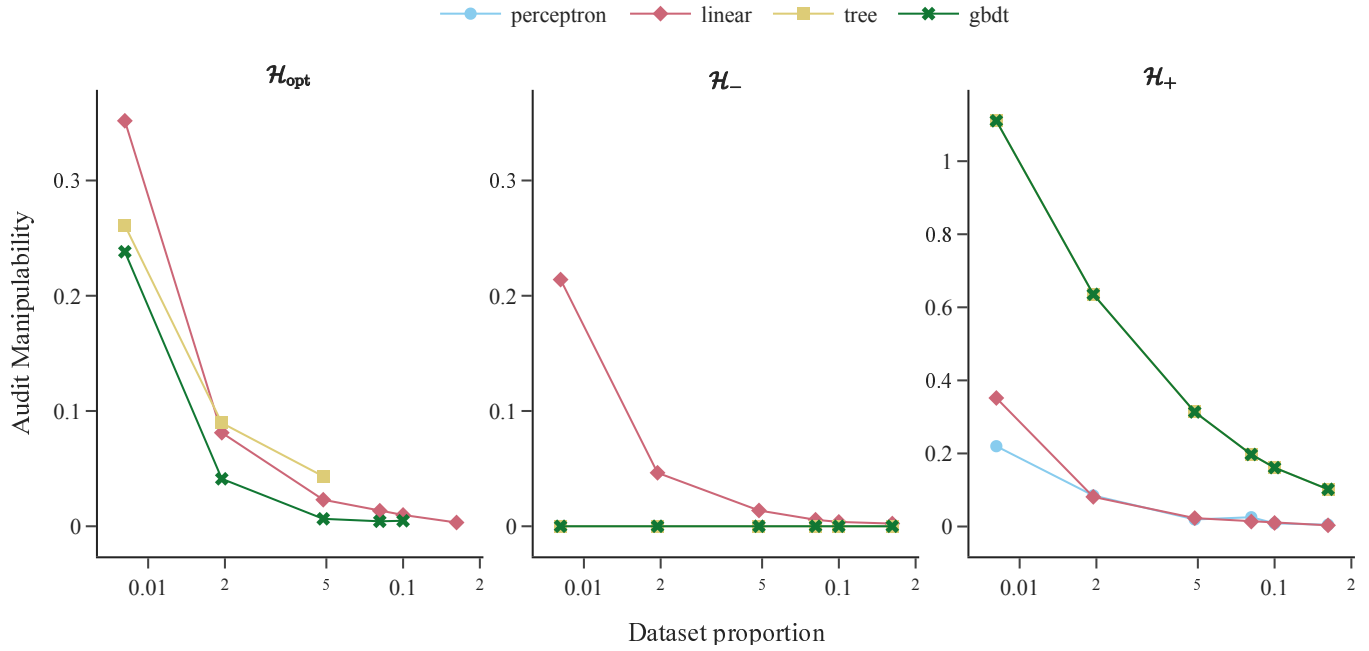 perceptron linear tree gbdt
ℋopt
ℋ−
ℋ+
Audit Manipulability
0.3
0.2
0.1
0
0.01 2 5 0.1 2
0.3
0.2
0.1
0
0.01 2 5 0.1 2
1
0.8
0.6
0.4
0.2
0
0.01 2 5 0.1 2
Dataset proportion